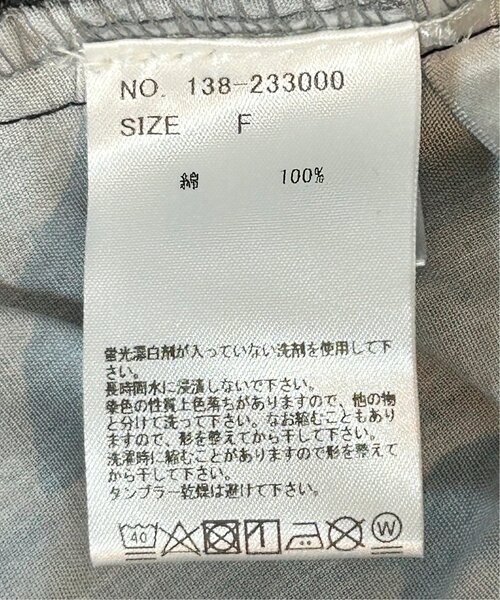 NO. 138-233000
SIZE F
綿 100%
蛍光漂白剤が入っていない洗剤を使用して下
さい。
長時間水に浸漬しないで下さい。
染色の性質上色落ちがありますので、他の物
と分けて洗って下さい。なお縮むこともあり
ますので、形を整えてから干して下さい。
洗濯時に縮むことがありますので形を整えて
から干して下さい。
タンブラー乾燥は避けて下さい。
40 W